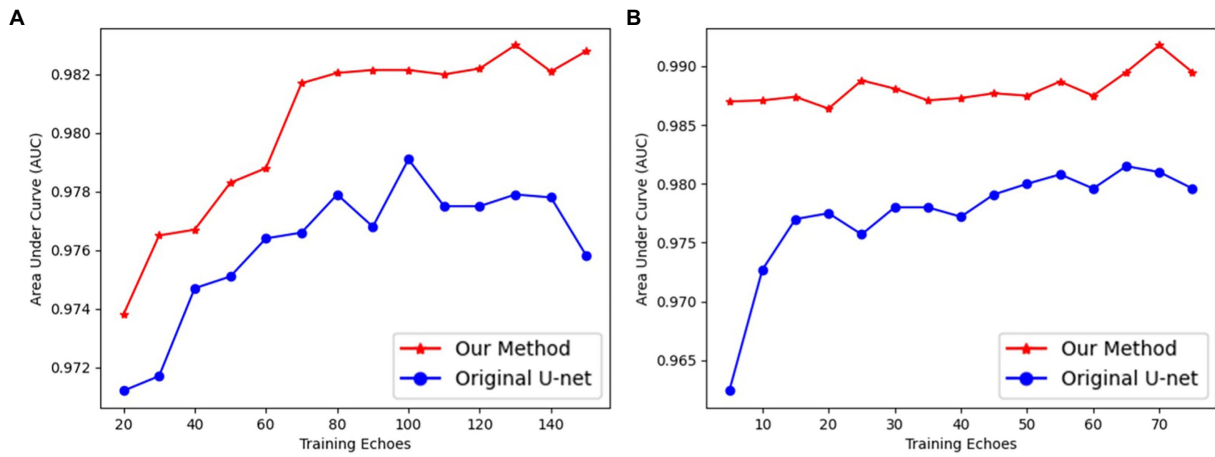 A
Area Under Curve (AUC)
0.982
0.980
0.978
0.976
0.974
0.972
20 40 60 80 100 120 140
Training Echoes
Our Method
Original U-net
B
Area Under Curve (AUC)
0.990
0.985
0.980
0.975
0.970
0.965
10 20 30 40 50 60 70
Training Echoes
Our Method
Original U-net